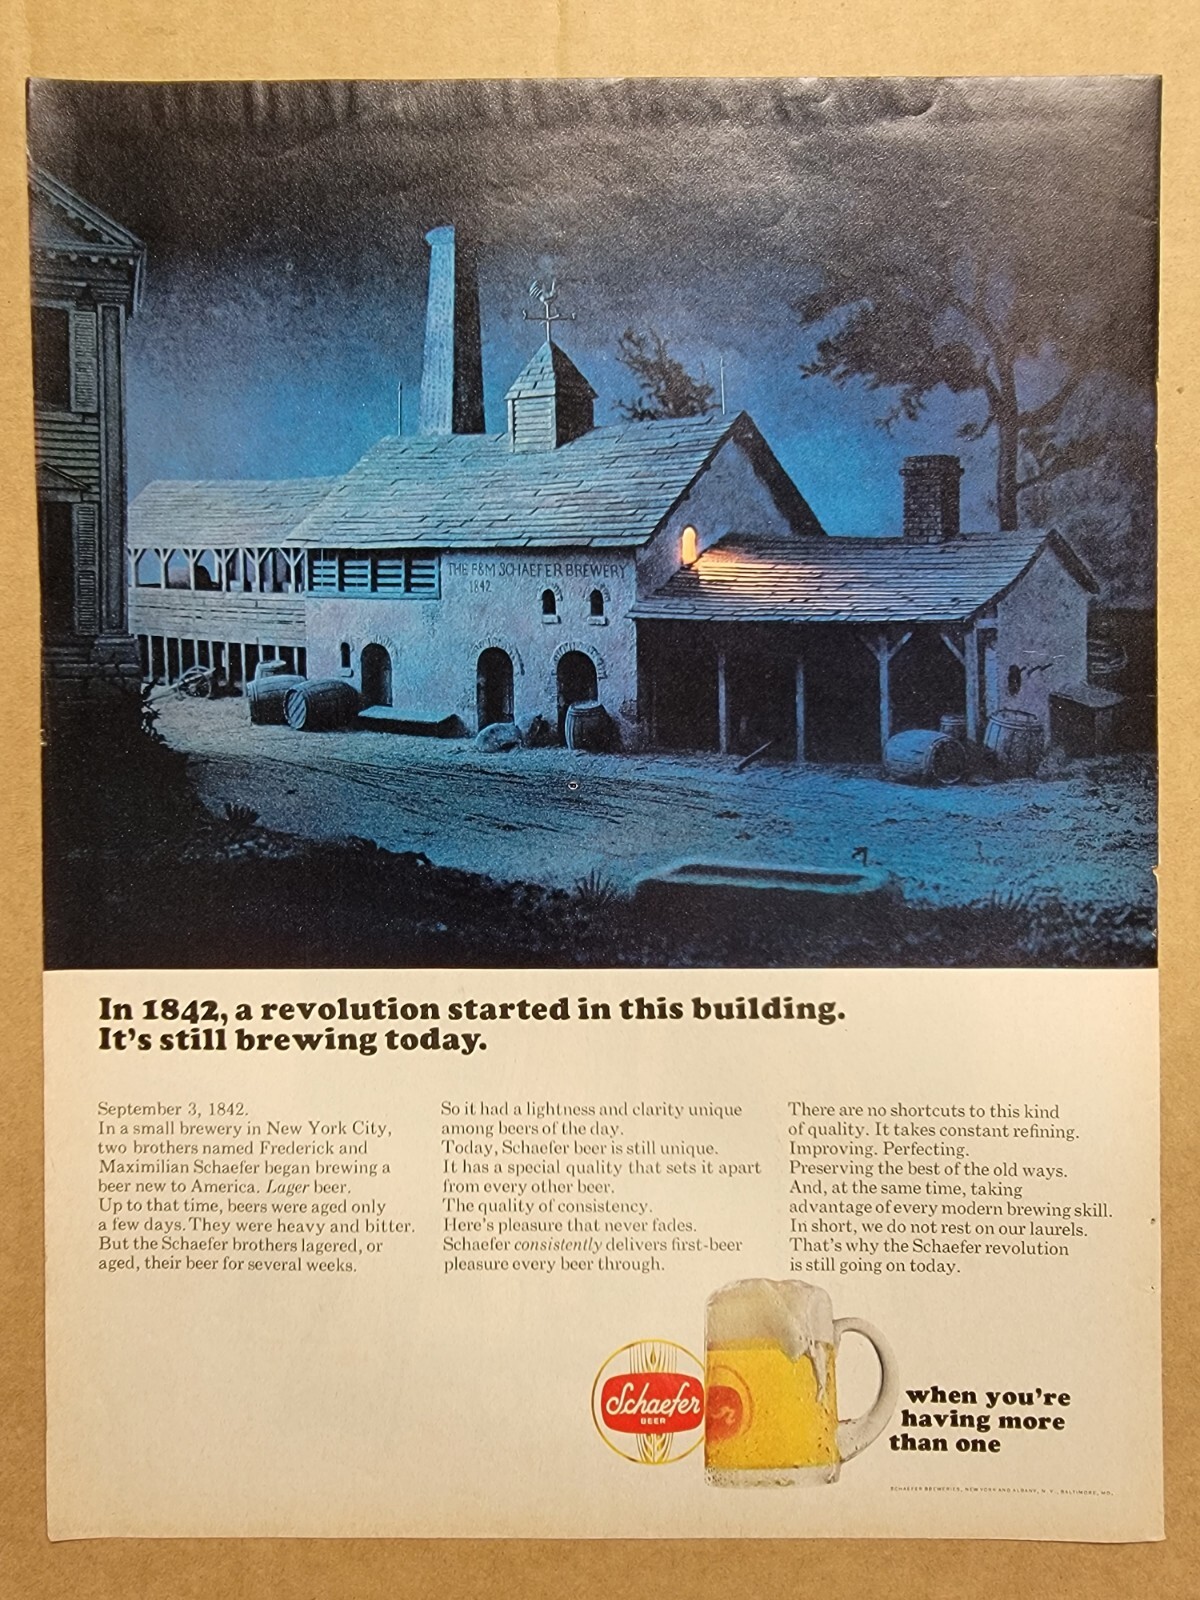 THE F&M SCHAEFER BREWERY
1842
In 1842, a revolution started in this building.
It's still brewing today.
September 3, 1842.
In a small brewery in New York City,
two brothers named Frederick and
Maximilian Schaefer began brewing a
beer new to America. Lager beer.
Up to that time, beers were aged only
a few days. They were heavy and bitter.
But the Schaefer brothers lagered, or
aged, their beer for several weeks.
So it had a lightness and clarity unique
among beers of the day.
Today, Schaefer beer is still unique.
It has a special quality that sets it apart
from every other beer.
The quality of consistency.
Here's pleasure that never fades.
Schaefer consistently delivers first-beer
pleasure every beer through.
There are no shortcuts to this kind
of quality. It takes constant refining.
Improving. Perfecting.
Preserving the best of the old ways.
And, at the same time, taking
advantage of every modern brewing skill.
In short, we do not rest on our laurels.
That's why the Schaefer revolution
is still going on today.
Schaefer
BEER
er
when you're
having more
than one
SCHAEFER BREWERIES, NEW YORK AND ALBANY, N. Y., BALTIMORE, MD.